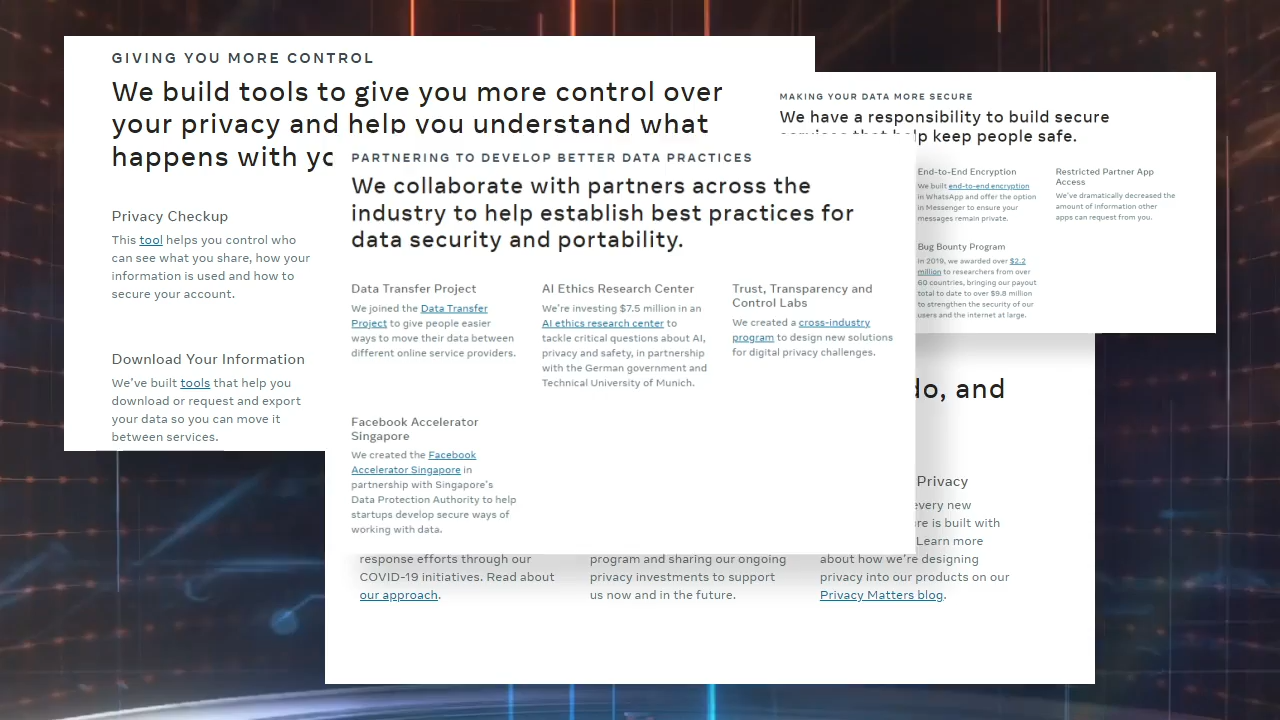 GIVING YOU MORE CONTROL
We build tools to give you more control over
your privacy and help you understand what
happens with
Privacy Checkup
This tool helps you control who
can see what you share, how your
information is used and how to
secure your account.
Download Your Information
We've built tools that help you
download or request and export
your data so you can move it
between services.
PARTNERING TO DEVELOP BETTER DATA PRACTICES
We collaborate with partners across the
industry to help establish best practices for
data security and portability.
Data Transfer Project
We joined the Data Transfer
Project to give people easier
ways to move their data between
different online service providers.
AI Ethics Research Center
We're investing $7.5 million in an
AI ethics research center to
tackle critical questions about AI,
privacy and safety, in partnership
with the German government and
Technical University of Munich.
Trust, Transparency and
Control Labs
We created a cross-industry
program to design new solutions
for digital privacy challenges.
Facebook Accelerator
Singapore
We created the Facebook
Accelerator Singapore in
partnership with Singapore's
Data Protection Authority to help
startups develop secure ways of
working with data.
MAKING YOUR DATA MORE SECURE
We have a responsibility to build secure
services that help keep people safe.
End-to-End Encryption
We built end-to-end encryption
in WhatsApp and offer the option
in Messenger to ensure your
messages remain private.
Restricted Partner App
Access
We've dramatically decreased the
amount of information other
apps can request from you.
Bug Bounty Program
In 2019, we awarded over $2.2
million to researchers from over
60 countries, bringing our payout
total to date to over $9.8 million
to strengthen the security of our
users and the internet at large.
do, and
response efforts through our
COVID-19 initiatives. Read about
our approach.
program and sharing our ongoing
privacy investments to support
us now and in the future.
Privacy
every new
is built with
Learn more
about how we're designing
privacy into our products on our
Privacy Matters blog.